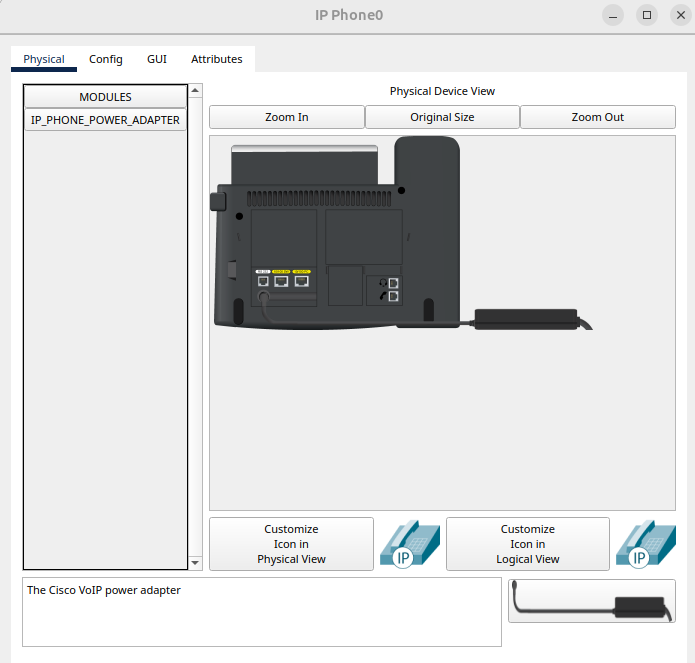 IP Phone0
Physical
Config
GUI
Attributes
MODULES
IP_PHONE_POWER_ADAPTER
Physical Device View
Zoom In
Original Size
Zoom Out
Customize
Icon in
Physical View
IP
Customize
Icon in
Logical View
IP
The Cisco VoIP power adapter